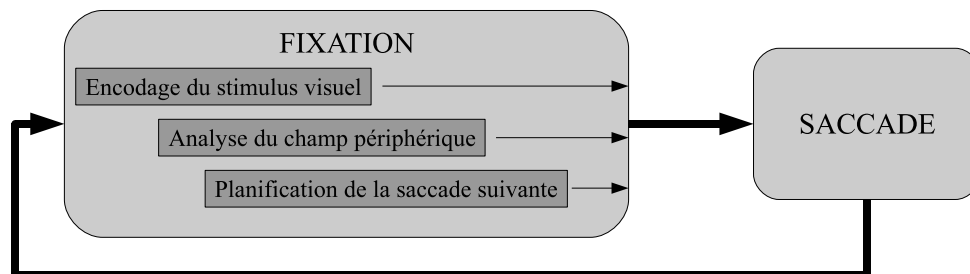 FIXATION
Encodage du stimulus visuel
Analyse du champ périphérique
SACCADE
Planification de la saccade suivante